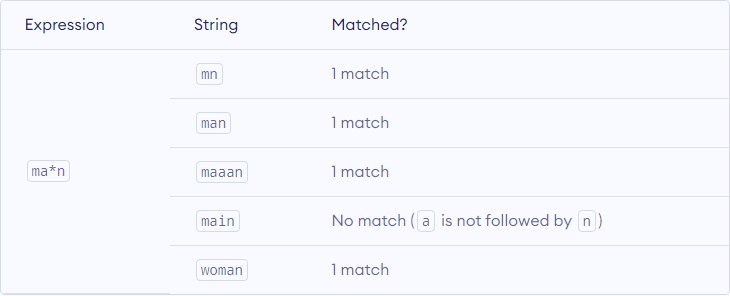 Expression String Matched?
mn 1 match
man 1 match
ma*n maaan 1 match
main No match ( a is not followed by n )
woman 1 match